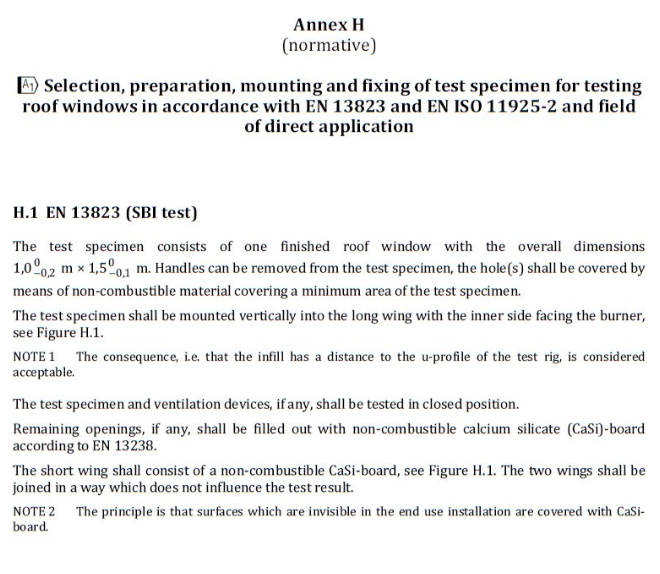 Annex H
(normative)
A1⟩ Selection, preparation, mounting and fixing of test specimen for testing
roof windows in accordance with EN 13823 and EN ISO 11925-2 and field
of direct application
H.1 EN 13823 (SBI test)
The test specimen consists of one finished roof window with the overall dimensions
1,0 0 -0,2 m × 1,5 0 -0,1 m. Handles can be removed from the test specimen, the hole(s) shall be covered by
means of non-combustible material covering a minimum area of the test specimen.
The test specimen shall be mounted vertically into the long wing with the inner side facing the burner,
see Figure H.1.
NOTE 1 The consequence, i.e. that the infill has a distance to the u-profile of the test rig, is considered
acceptable.
The test specimen and ventilation devices, if any, shall be tested in closed position.
Remaining openings, if any, shall be filled out with non-combustible calcium silicate (CaSi)-board
according to EN 13238.
The short wing shall consist of a non-combustible CaSi-board, see Figure H.1. The two wings shall be
joined in a way which does not influence the test result.
NOTE 2 The principle is that surfaces which are invisible in the end use installation are covered with CaSi-
board.